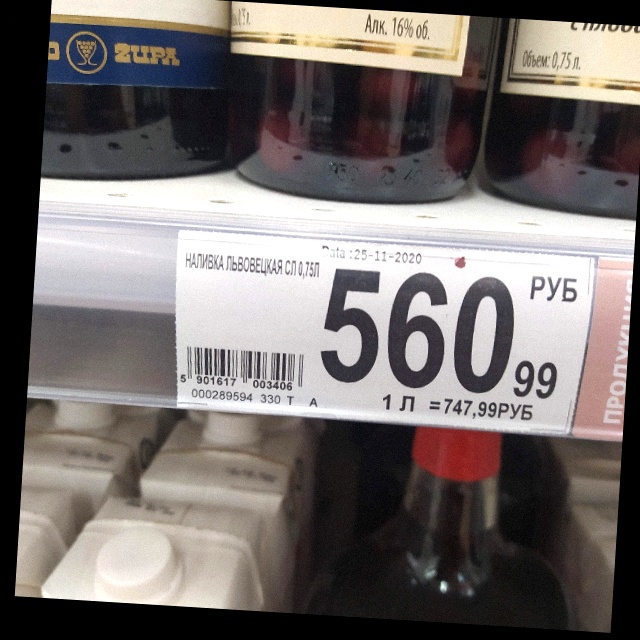 ZUPA
Алк. 16% об.
Объем: 0,75 л.
Data :25-11-2020
НАЛИВКА ЛЬВОВЕЦКАЯ СЛ 0,75Л
560 99
РУБ
5 901617 003406
000289594 330 Т А
1 Л =747,99РУБ